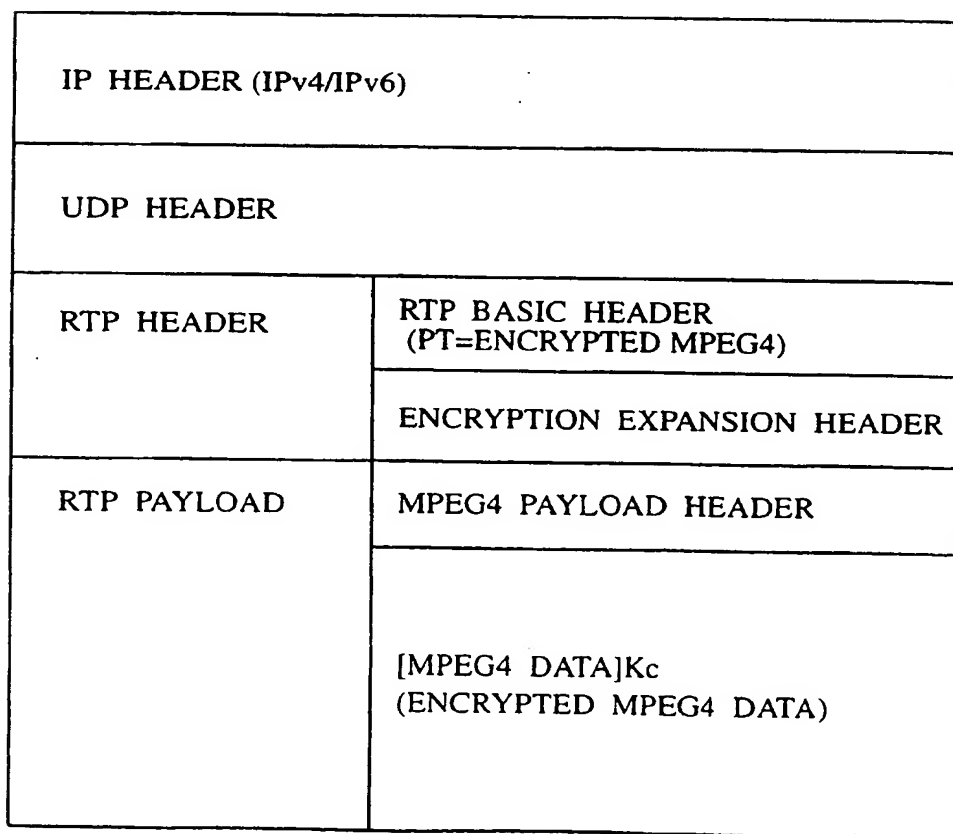 IP HEADER (IPv4/IPv6)
UDP HEADER
RTP HEADER
RTP BASIC HEADER
(PT=ENCRYPTED MPEG4)
ENCRYPTION EXPANSION HEADER
RTP PAYLOAD
MPEG4 PAYLOAD HEADER
[MPEG4 DATA]Kc
(ENCRYPTED MPEG4 DATA)